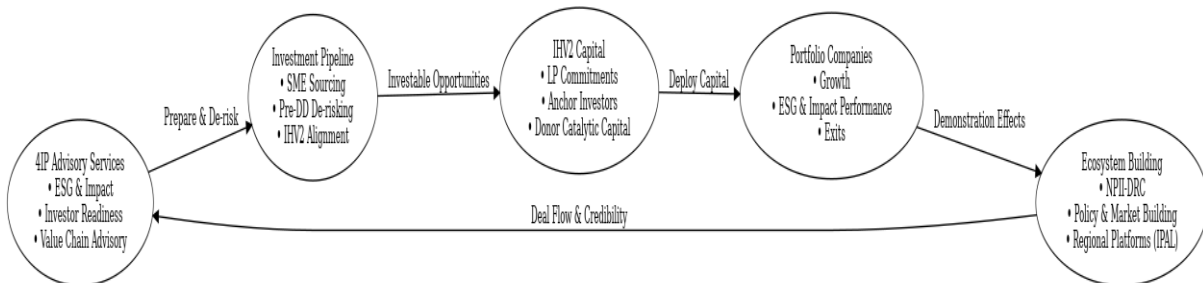 4IP Advisory Services
• ESG & Impact
• Investor Readiness
• Value Chain Advisory
Prepare & De-risk
Investment Pipeline
• SME Sourcing
• Pre-DD De-risking
• IHV2 Alignment
Investable Opportunities
IHV2 Capital
• LP Commitments
• Anchor Investors
• Donor Catalytic Capital
Deploy Capital
Portfolio Companies
• Growth
• ESG & Impact Performance
• Exits
Demonstration Effects
Ecosystem Building
• NPII-DRC
• Policy & Market Building
• Regional Platforms (IPAL)
Deal Flow & Credibility